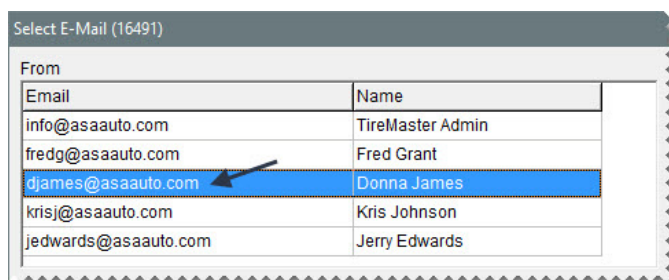 Select E-Mail (16491)
From
Email Name
info@asaauto.com TireMaster Admin
fredg@asaauto.com Fred Grant
djames@asaauto.com Donna James
krisj@asaauto.com Kris Johnson
jedwards@asaauto.com Jerry Edwards